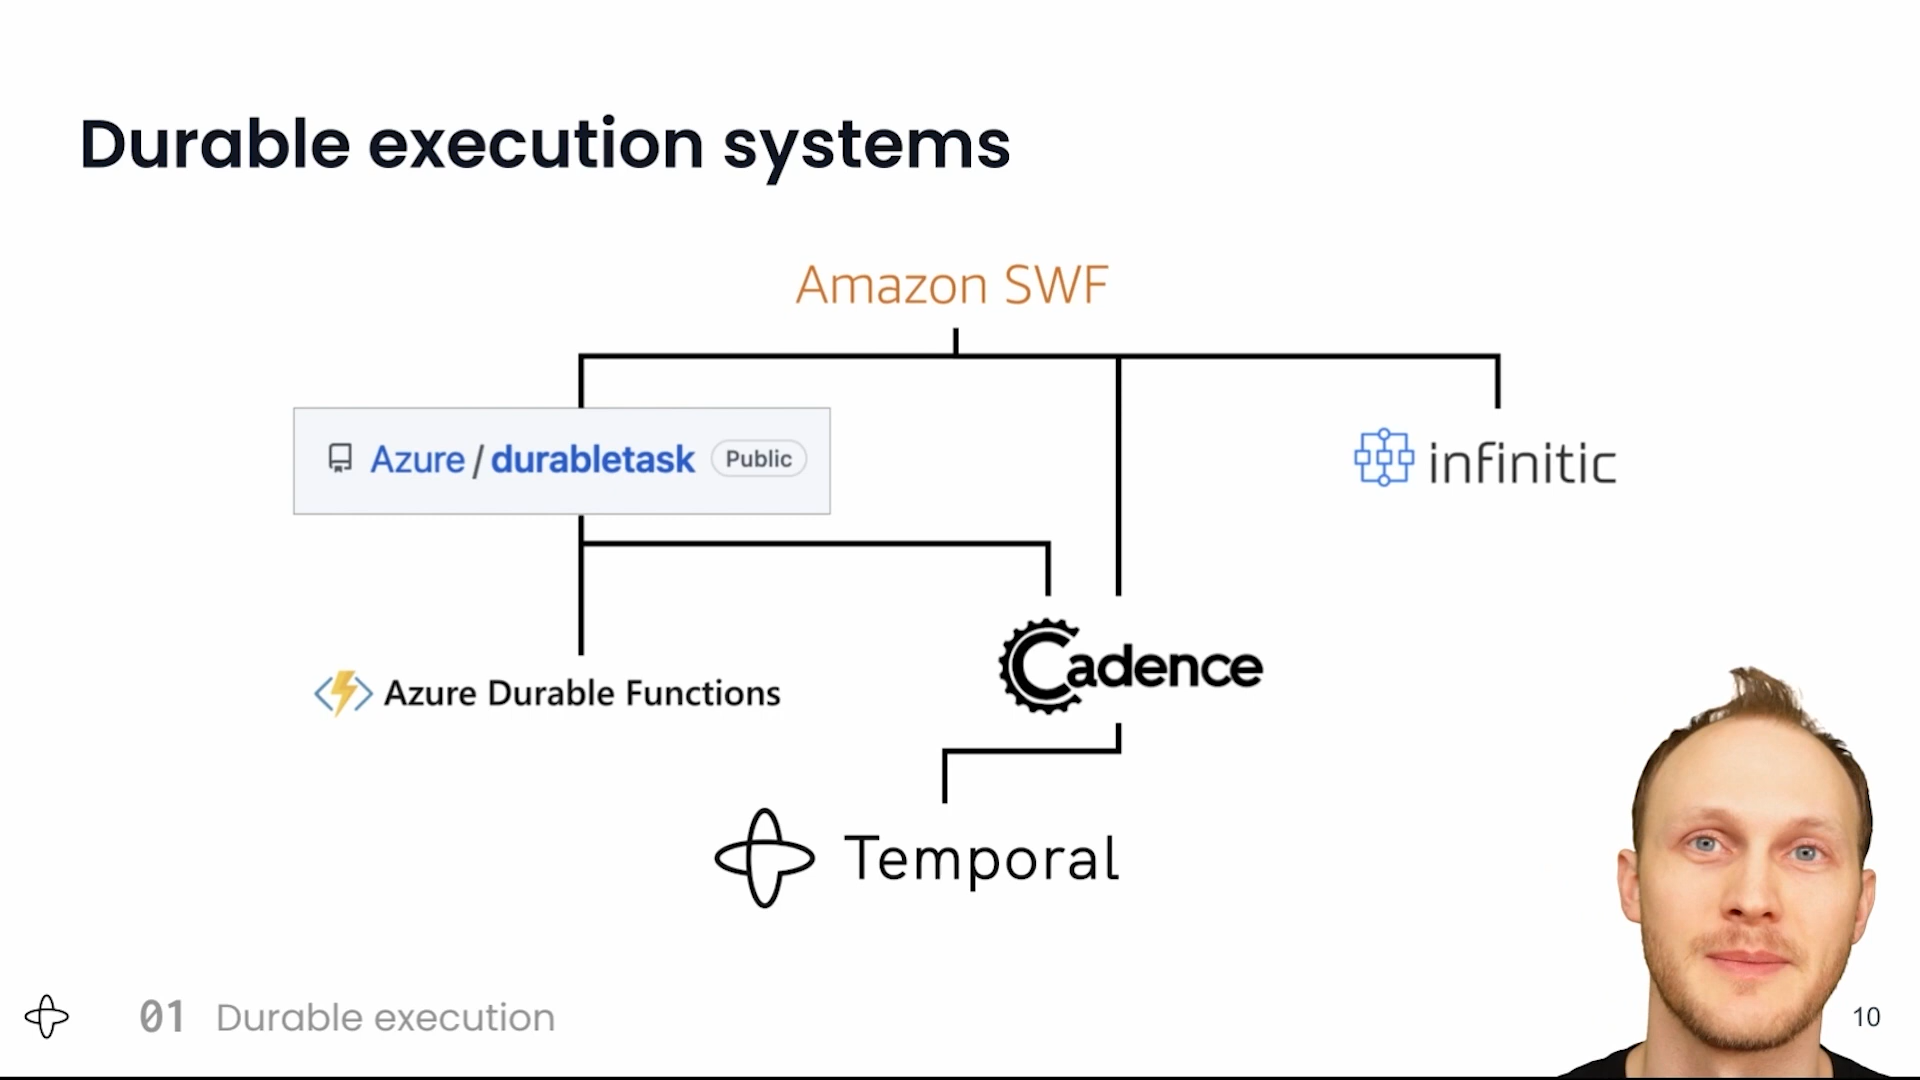 Durable execution systems
Amazon SWF
Azure / durabletask Public
infinitic
Azure Durable Functions
Cadence
Temporal
01 Durable execution
10